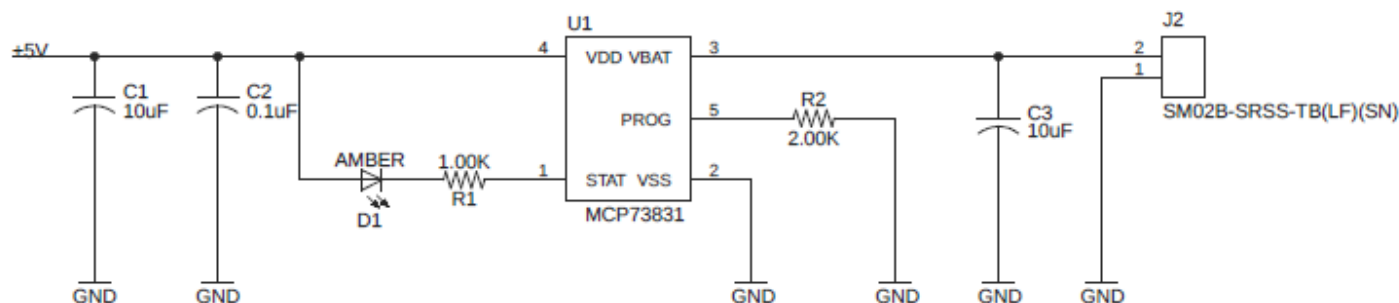 U1
J2
+5V
4
VDD VBAT
3
2
1
C1
10uF
C2
0.1uF
PROG
5
R2
2.00K
C3
10uF
SM02B-SRSS-TB(LF)(SN)
AMBER
1.00K
1
STAT VSS
2
D1
R1
MCP73831
GND
GND
GND
GND
GND
GND